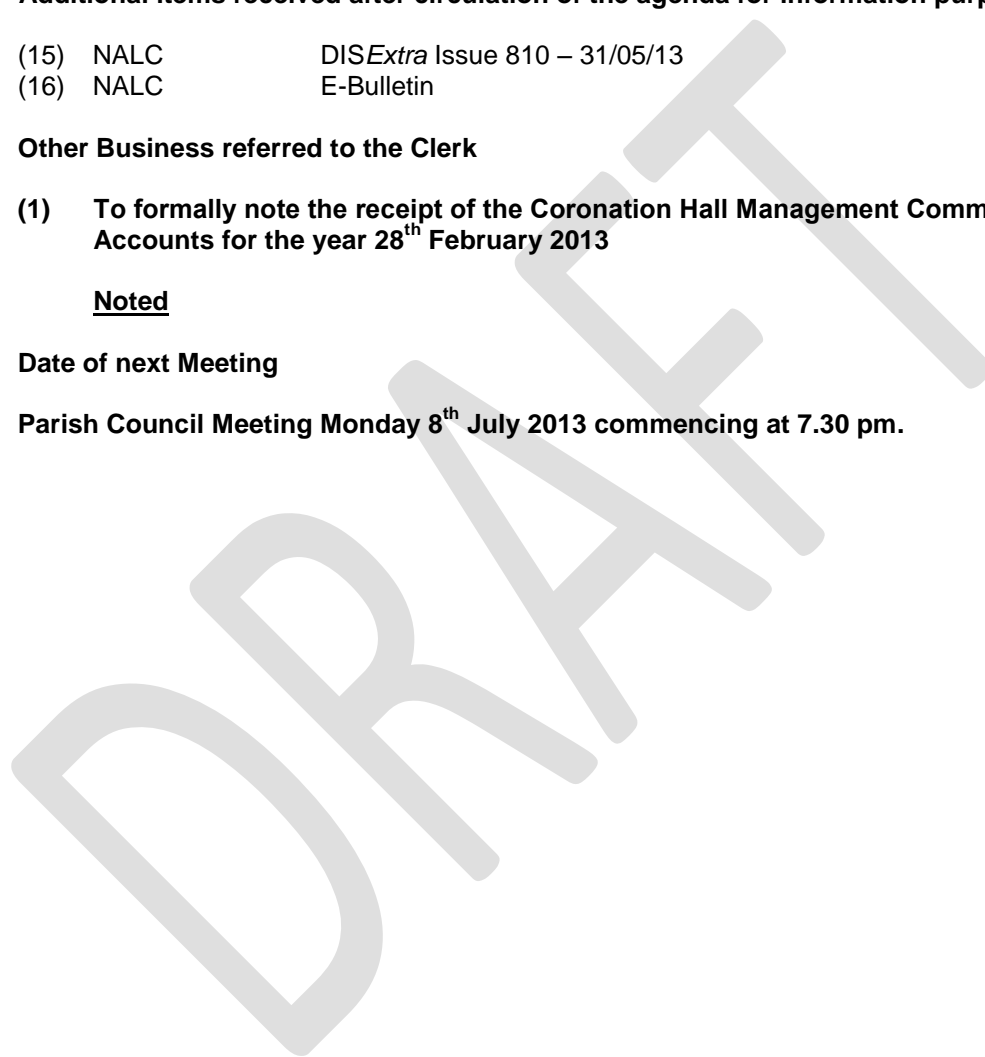 (15) NALC DISExtra Issue 810 – 31/05/13
(16) NALC E-Bulletin
Other Business referred to the Clerk
(1) To formally note the receipt of the Coronation Hall Management
Accounts for the year 28th February 2013
Noted
Date of next Meeting
Parish Council Meeting Monday 8th July 2013 commencing at 7.30 pm.
DRAFT